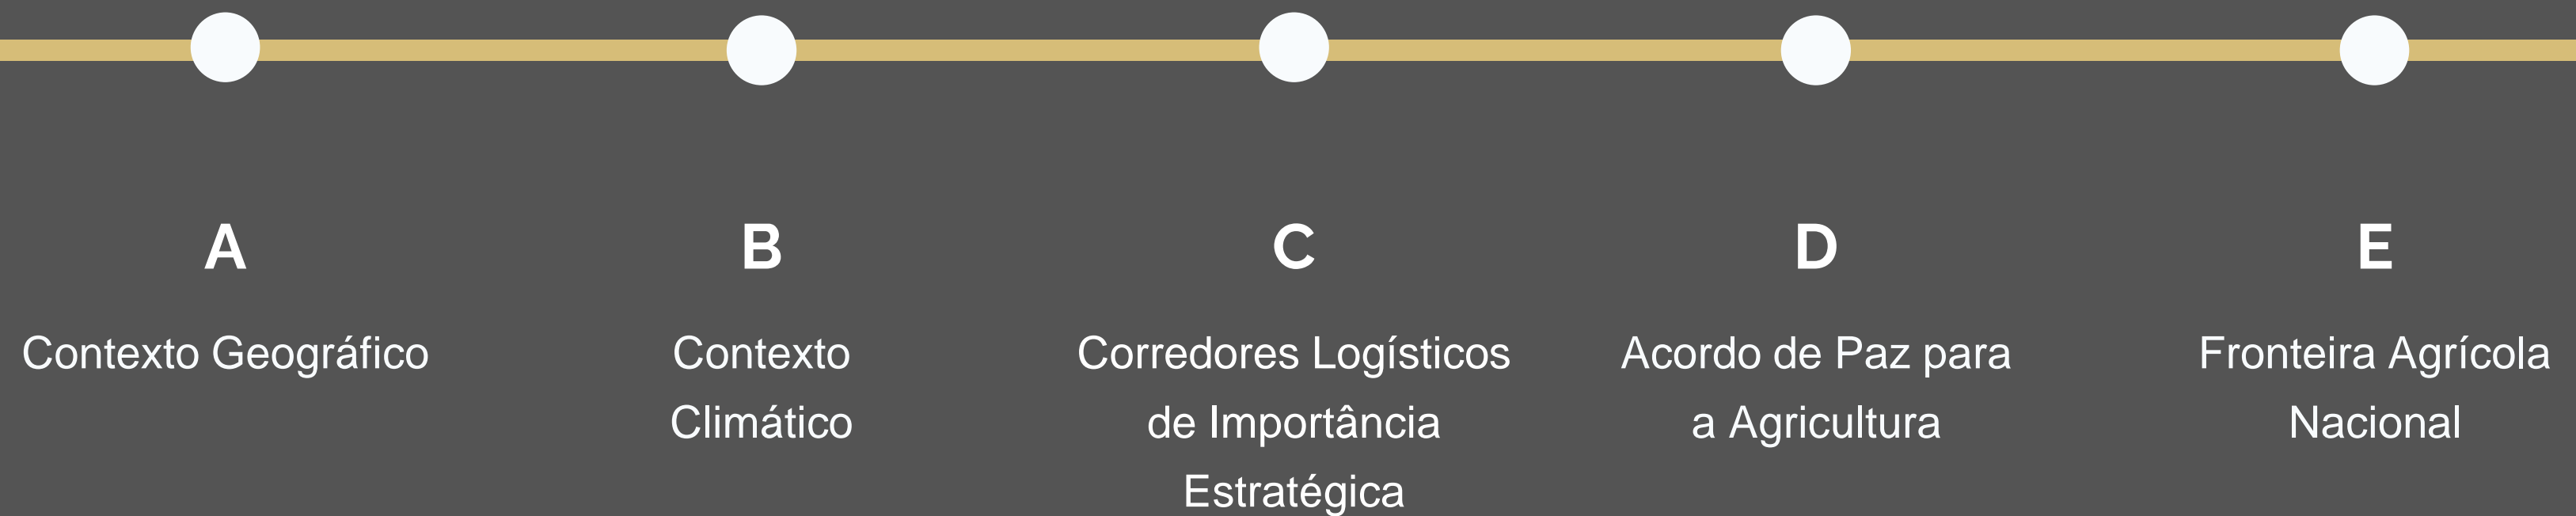 A
Contexto Geográfico
B
Contexto
Climático
C
Corredores Logísticos
de Importância
Estratégica
D
Acordo de Paz para
a Agricultura
E
Fronteira Agrícola
Nacional